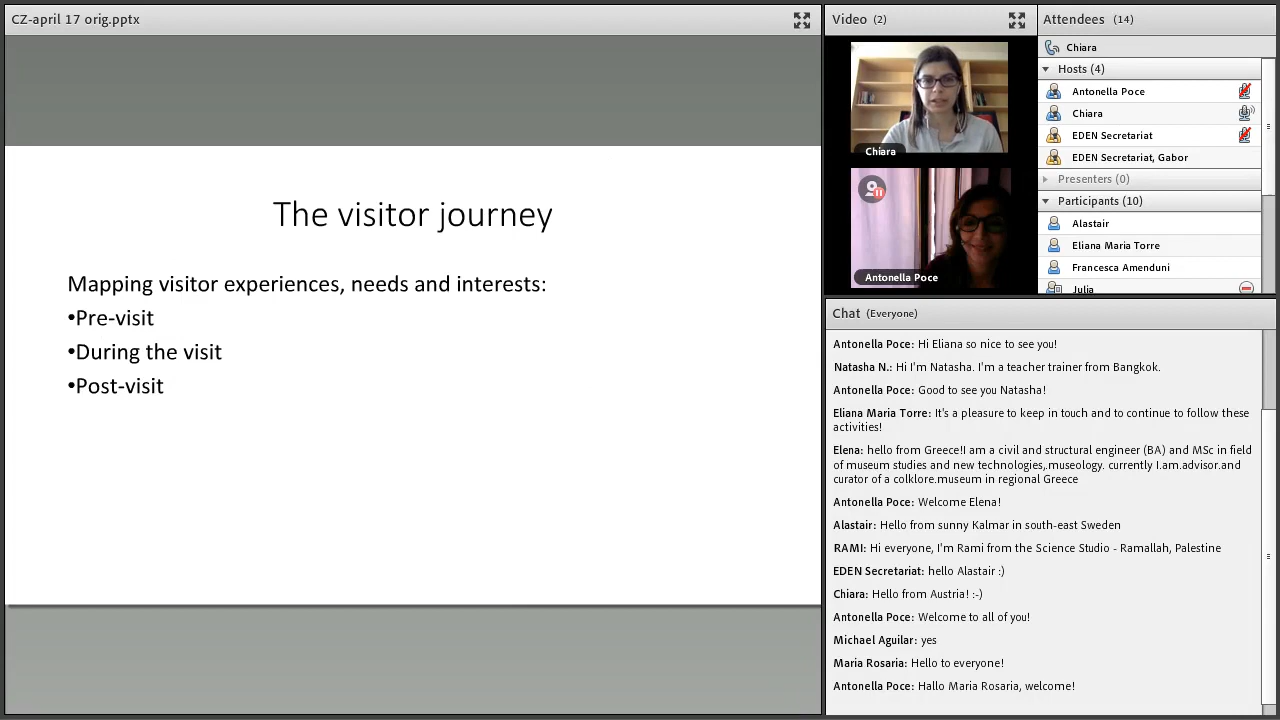 CZ-april 17 orig.pptx
The visitor journey
Mapping visitor experiences, needs and interests:
•Pre-visit
•During the visit
•Post-visit
Video (2)
Chiara
Antonella Poce
Attendees (14)
Chiara
Hosts (4)
Antonella Poce
Chiara
EDEN Secretariat
EDEN Secretariat, Gabor
Presenters (0)
Participants (10)
Alastair
Eliana Maria Torre
Francesca Amenduni
Julia
Chat (Everyone)
Antonella Poce: Hi Eliana so nice to see you!
Natasha N.: Hi I'm Natasha. I'm a teacher trainer from Bangkok.
Antonella Poce: Good to see you Natasha!
Eliana Maria Torre: It's a pleasure to keep in touch and to continue to follow these
activities!
Elena: hello from Greece!I am a civil and structural engineer (BA) and MSc in field
of museum studies and new technologies,.museology. currently I.am.advisor.and
curator of a colklore.museum in regional Greece
Antonella Poce: Welcome Elena!
Alastair: Hello from sunny Kalmar in south-east Sweden
RAMI: Hi everyone, I'm Rami from the Science Studio - Ramallah, Palestine
EDEN Secretariat: hello Alastair :)
Chiara: Hello from Austria! :-)
Antonella Poce: Welcome to all of you!
Michael Aguilar: yes
Maria Rosaria: Hello to everyone!
Antonella Poce: Hallo Maria Rosaria, welcome!